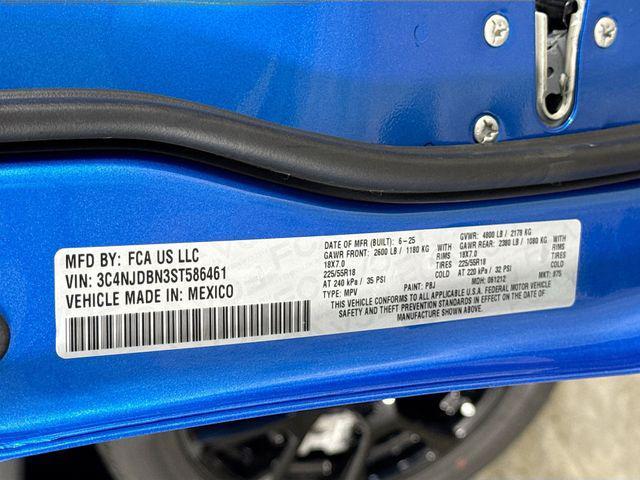 MFD BY: FCA US LLC
VIN: 3C4NJDBN3ST586461
VEHICLE MADE IN: MEXICO
DATE OF MFR (BUILT): 6-25 GVWR: 4800 LB / 2178 KG
GAWR FRONT: 2600 LB / 1180 KG WITH GAWR REAR: 2380 LB / 1080 KG WITH
18X7.0 RIMS 18X7.0 RIMS
225/55R18 TIRES 225/55R18 TIRES
AT 240 kPa / 35 PSI COLD AT 220 kPa / 32 PSI COLD
TYPE: MPV PAINT: PBJ MDH: 061212 MKT: 875
THIS VEHICLE CONFORMS TO ALL APPLICABLE U.S.A. FEDERAL MOTOR VEHICLE
SAFETY AND THEFT PREVENTION STANDARDS IN EFFECT ON THE DATE OF
MANUFACTURE SHOWN ABOVE.